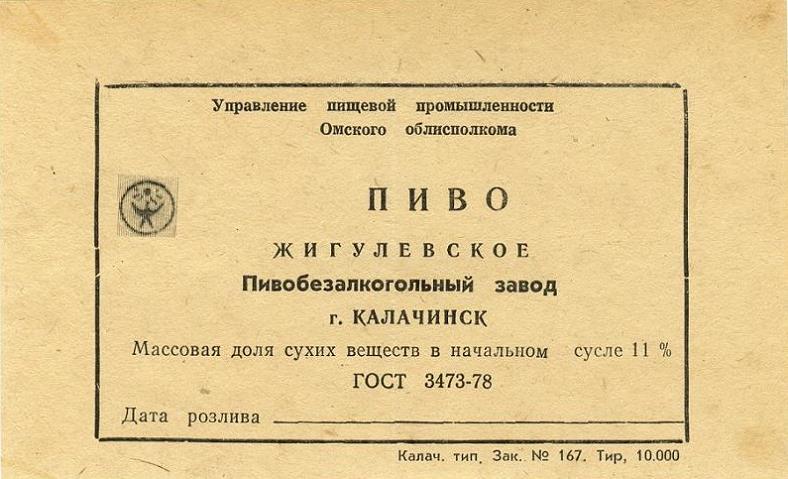 Управление пищевой промышленности
Омского облисполкома
ПИВО
ЖИГУЛЕВСКОЕ
Пивобезалкогольный завод
г. КАЛАЧИНСК
Массовая доля сухих веществ в начальном сусле 11 %
ГОСТ 3473-78
Дата розлива
Калач. тип. Зак. № 167. Тир, 10.000